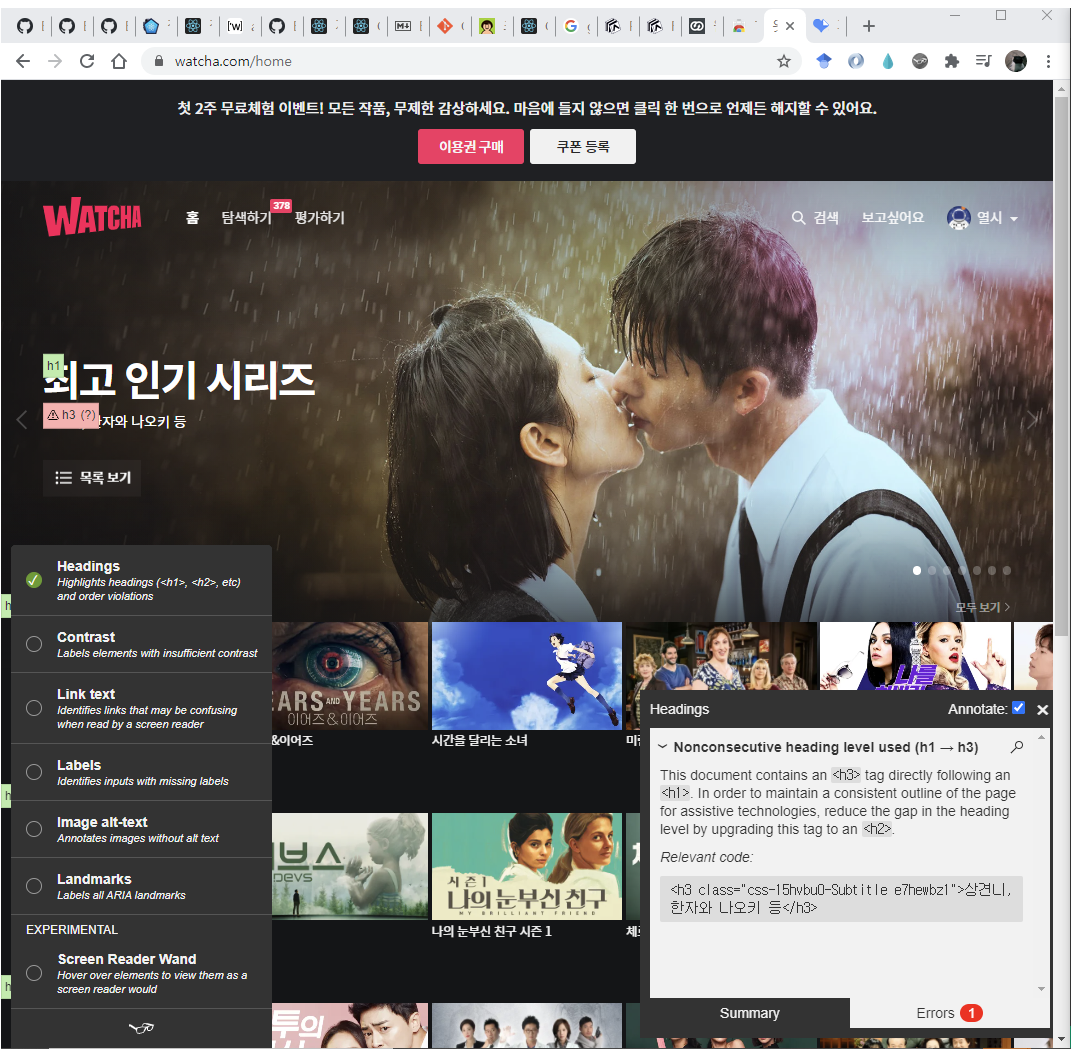 watcha.com/home
첫 2주 무료체험 이벤트! 모든 작품, 무제한 감상하세요. 마음에 들지 않으면 클릭 한 번으로 언제든 해지할 수 있어요.
이용권 구매 쿠폰 등록
WATCHA 홈 탐색하기 378 평가하기 검색 보고싶어요 열시
h1
최고 인기 시리즈
h3 (?)
한자와 나오키 등
목록 보기
모두 보기
Headings
Highlights headings (<h1>, <h2>, etc)
and order violations
Contrast
Labels elements with insufficient contrast
Link text
Identifies links that may be confusing
when read by a screen reader
Labels
Identifies inputs with missing labels
Image alt-text
Annotates images without alt text
Landmarks
Labels all ARIA landmarks
EXPERIMENTAL
Screen Reader Wand
Hover over elements to view them as a
screen reader would
EARS AND YEARS
이어즈&이어즈
&이어즈
시간을 달리는 소녀
나를
DEVS
시즌1
나의 눈부신 친구
MY BRILLIANT FRIEND
나의 눈부신 친구 시즌 1
투의
Headings Annotate:
Nonconsecutive heading level used (h1 → h3)
This document contains an <h3> tag directly following an
<h1>. In order to maintain a consistent outline of the page
for assistive technologies, reduce the gap in the heading
level by upgrading this tag to an <h2>.
Relevant code:
<h3 class="css-15hvbu0-Subtitle e7hewbz1">상견니,
한자와 나오키 등</h3>
Summary Errors 1